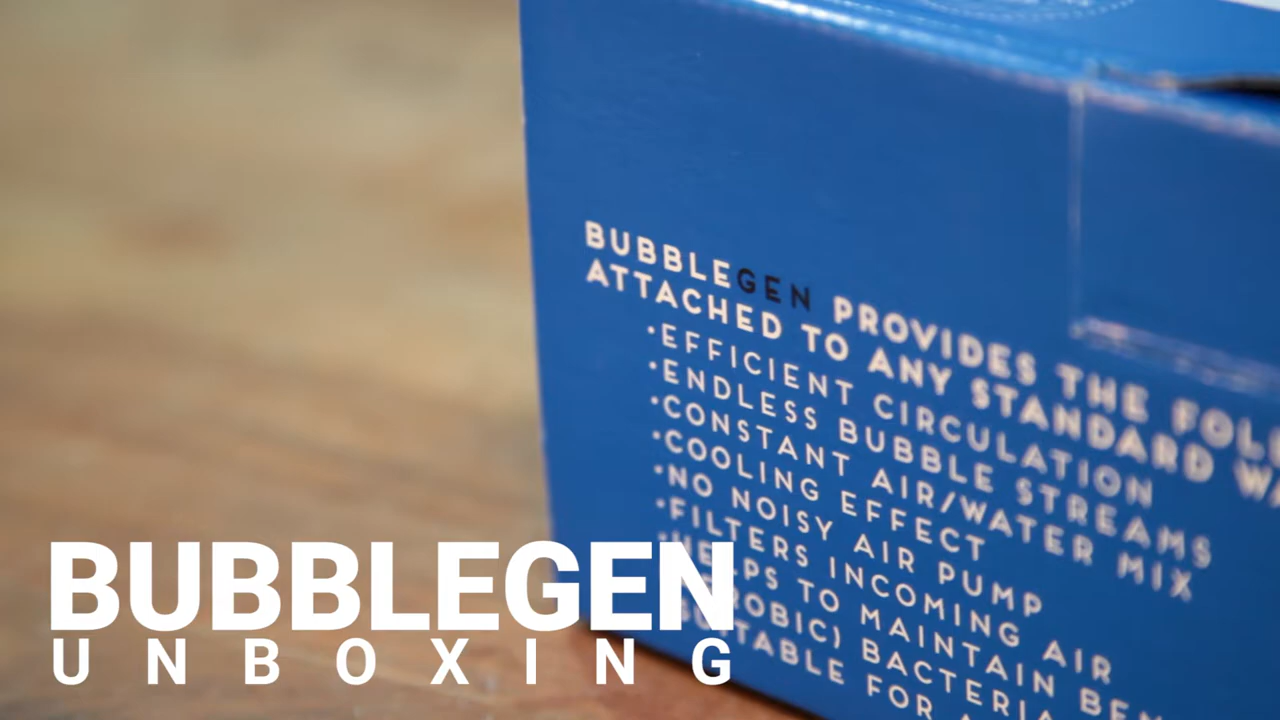 BUBBLEGEN PROVIDES THE
ATTACHED TO ANY STANDARD
·EFFICIENT CIRCULATION
·ENDLESS BUBBLE STREAMS
·CONSTANT AIR/WATER MIX
·COOLING EFFECT
·NO NOISY AIR PUMP
·FILTERS INCOMING AIR
·HELPS TO MAINTAIN
BACTERIA
FOR
BUBBLEGEN
UNBOXING